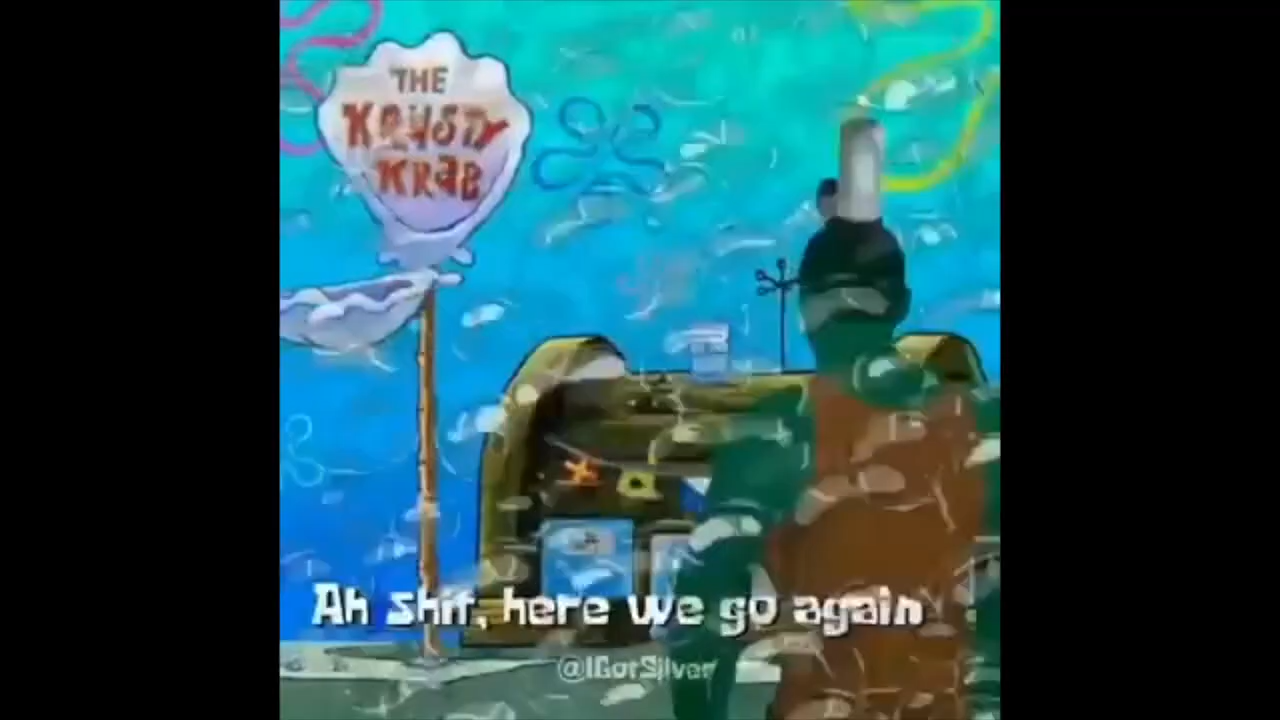 THE
KRUSTY
KRAB
Ah shit, here we go again
@IGotSilver